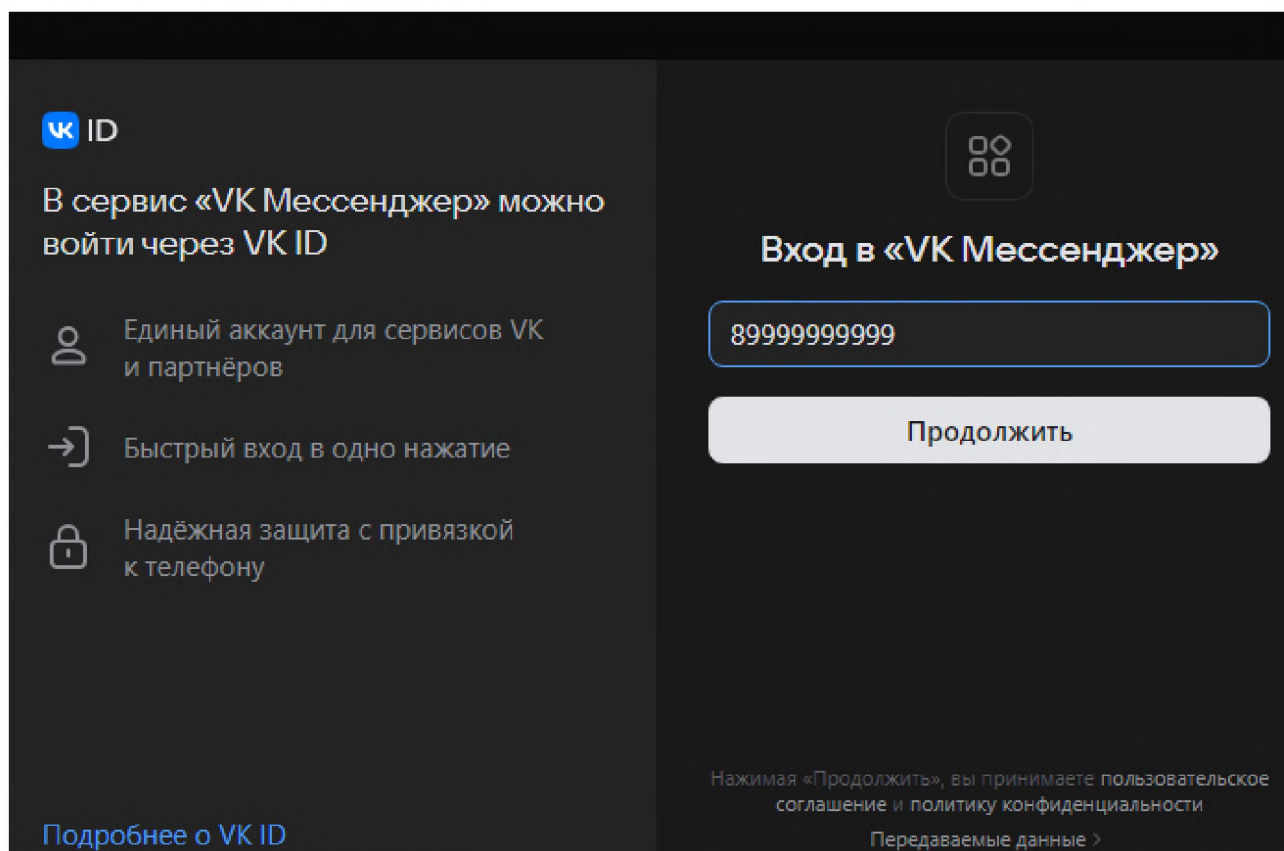 VK ID
В сервис «VK Мессенджер» можно
войти через VK ID
Единый аккаунт для сервисов VK
и партнёров
Быстрый вход в одно нажатие
Надёжная защита с привязкой
к телефону
Подробнее о VK ID
Вход в «VK Мессенджер»
89999999999
Продолжить
Нажимая «Продолжить», вы принимаете пользовательское
соглашение и политику конфиденциальности
Передаваемые данные >